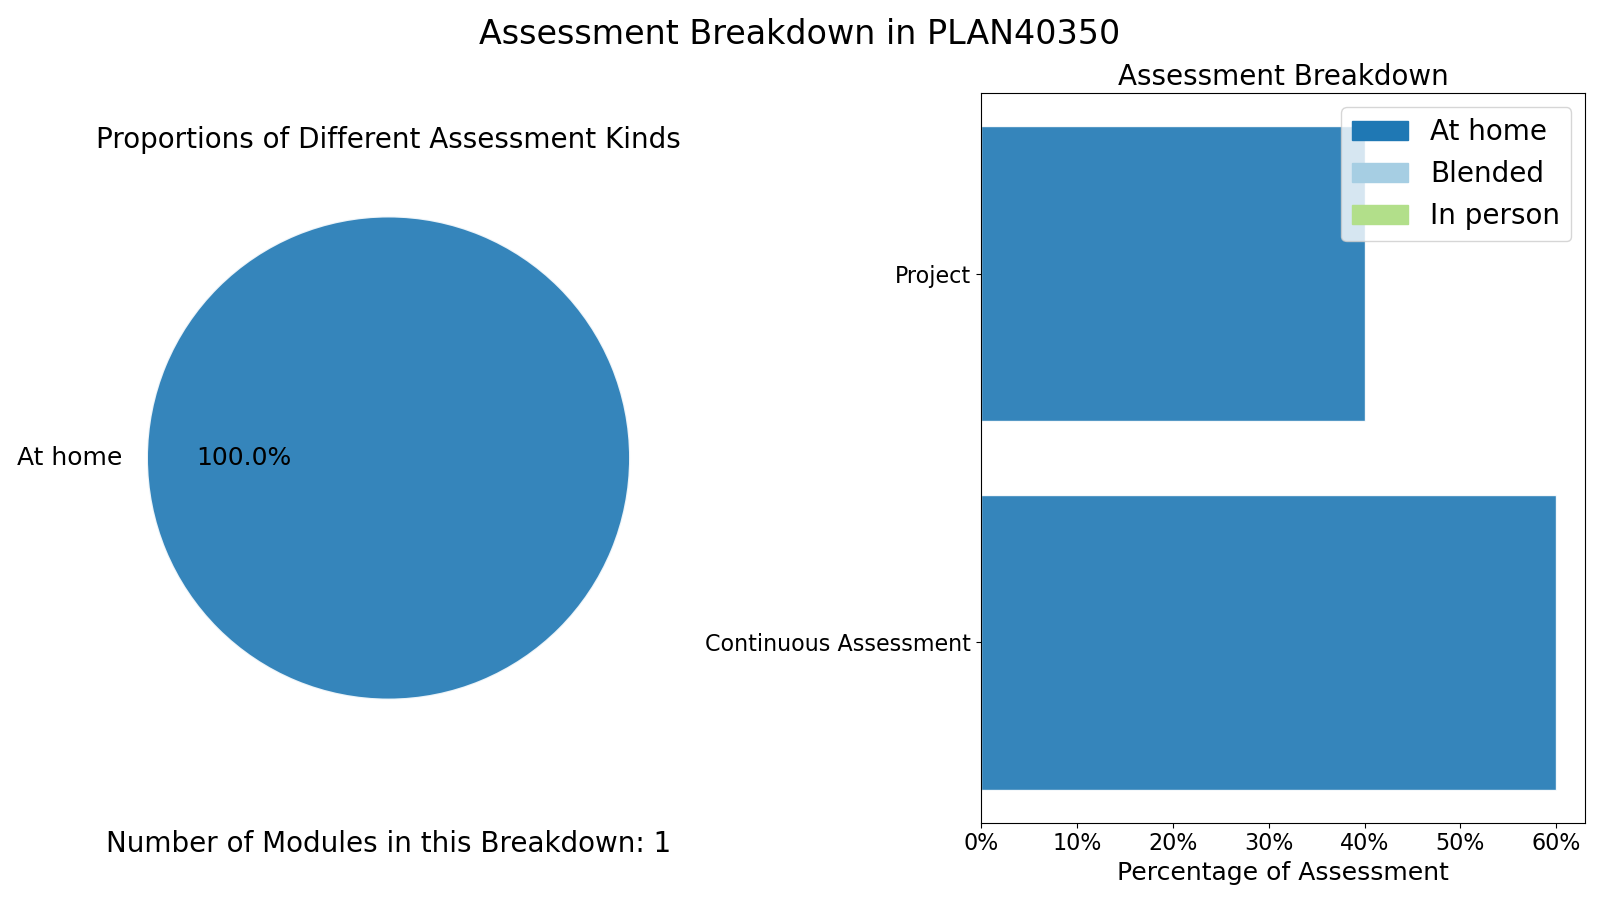 Assessment Breakdown in PLAN40350
Proportions of Different Assessment Kinds
At home
100.0%
Number of Modules in this Breakdown: 1
Assessment Breakdown
At home
Blended
In person
Project
Continuous Assessment
0% 10% 20% 30% 40% 50% 60%
Percentage of Assessment